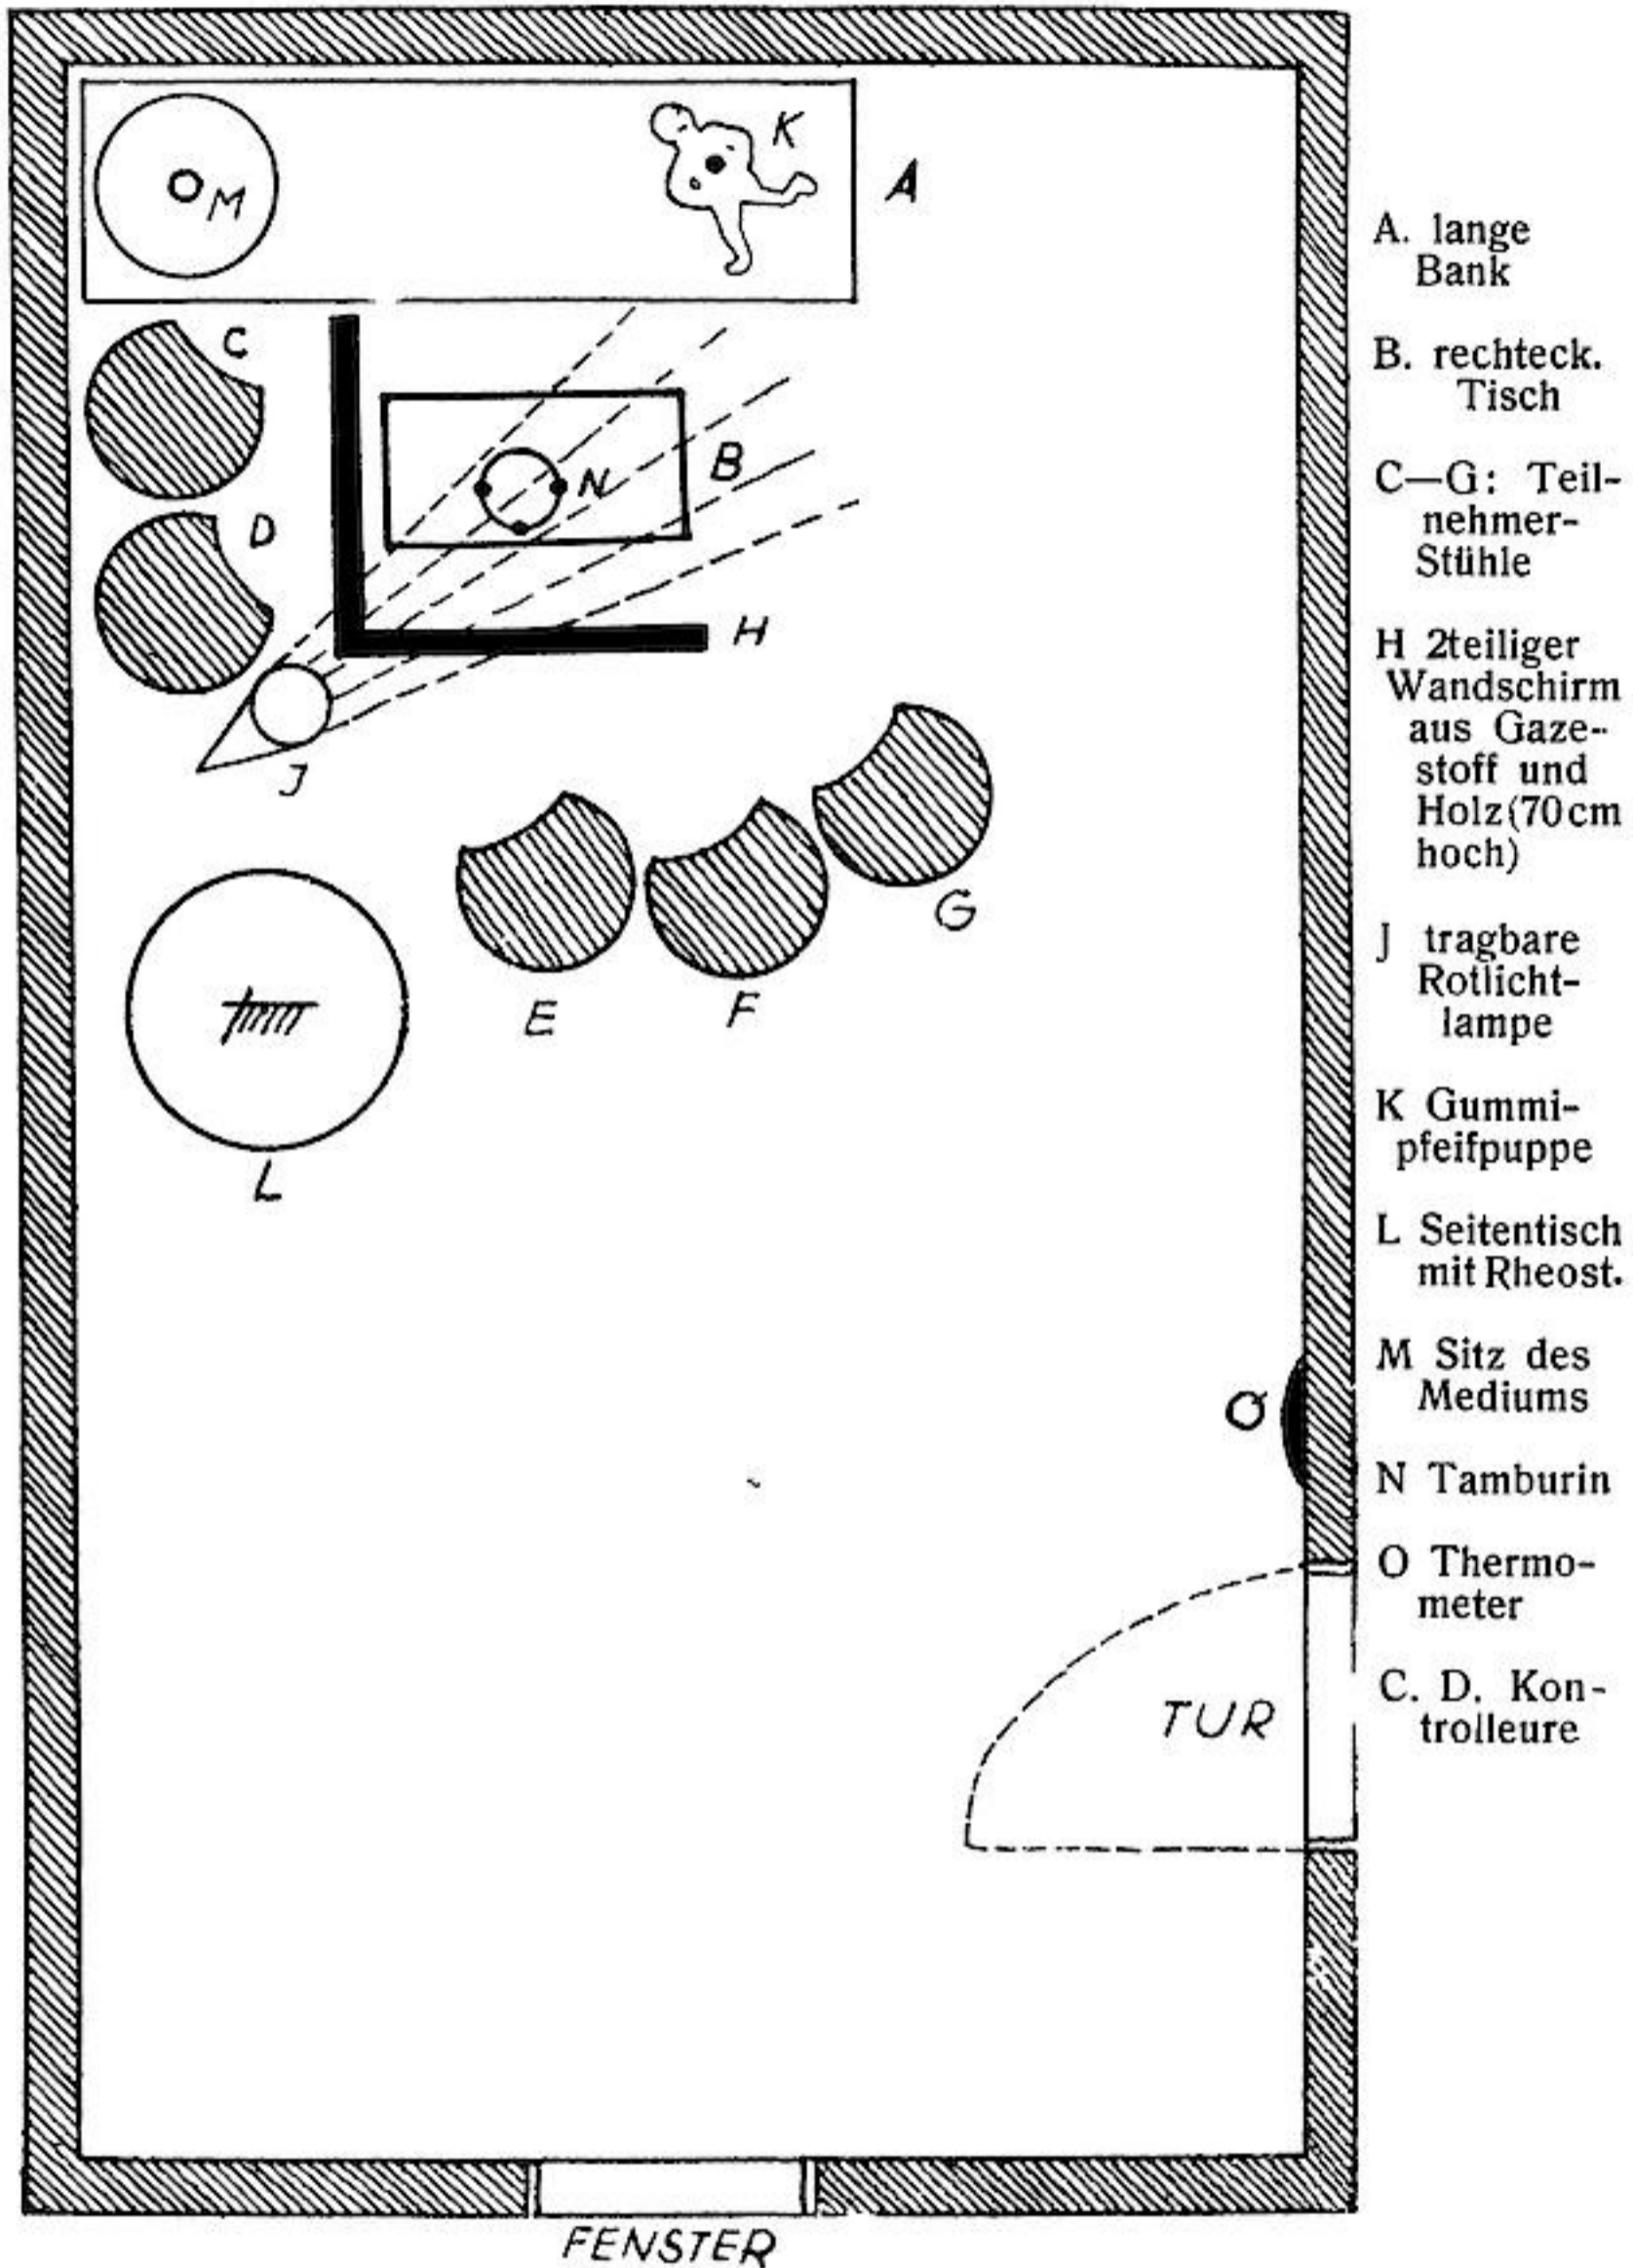 K
A
M
C
D
B
N
H
J
G
E
F
L
O
TUR
FENSTER
A. lange
Bank
B. rechteck.
Tisch
C—G: Teil-
nehmer-
Stühle
H 2teiliger
Wandschirm
aus Gaze-
stoff und
Holz (70 cm
hoch)
J tragbare
Rotlicht-
lampe
K Gummi-
pfeifpuppe
L Seitentisch
mit Rheost.
M Sitz des
Mediums
N Tamburin
O Thermo-
meter
C. D. Kon-
trolleure